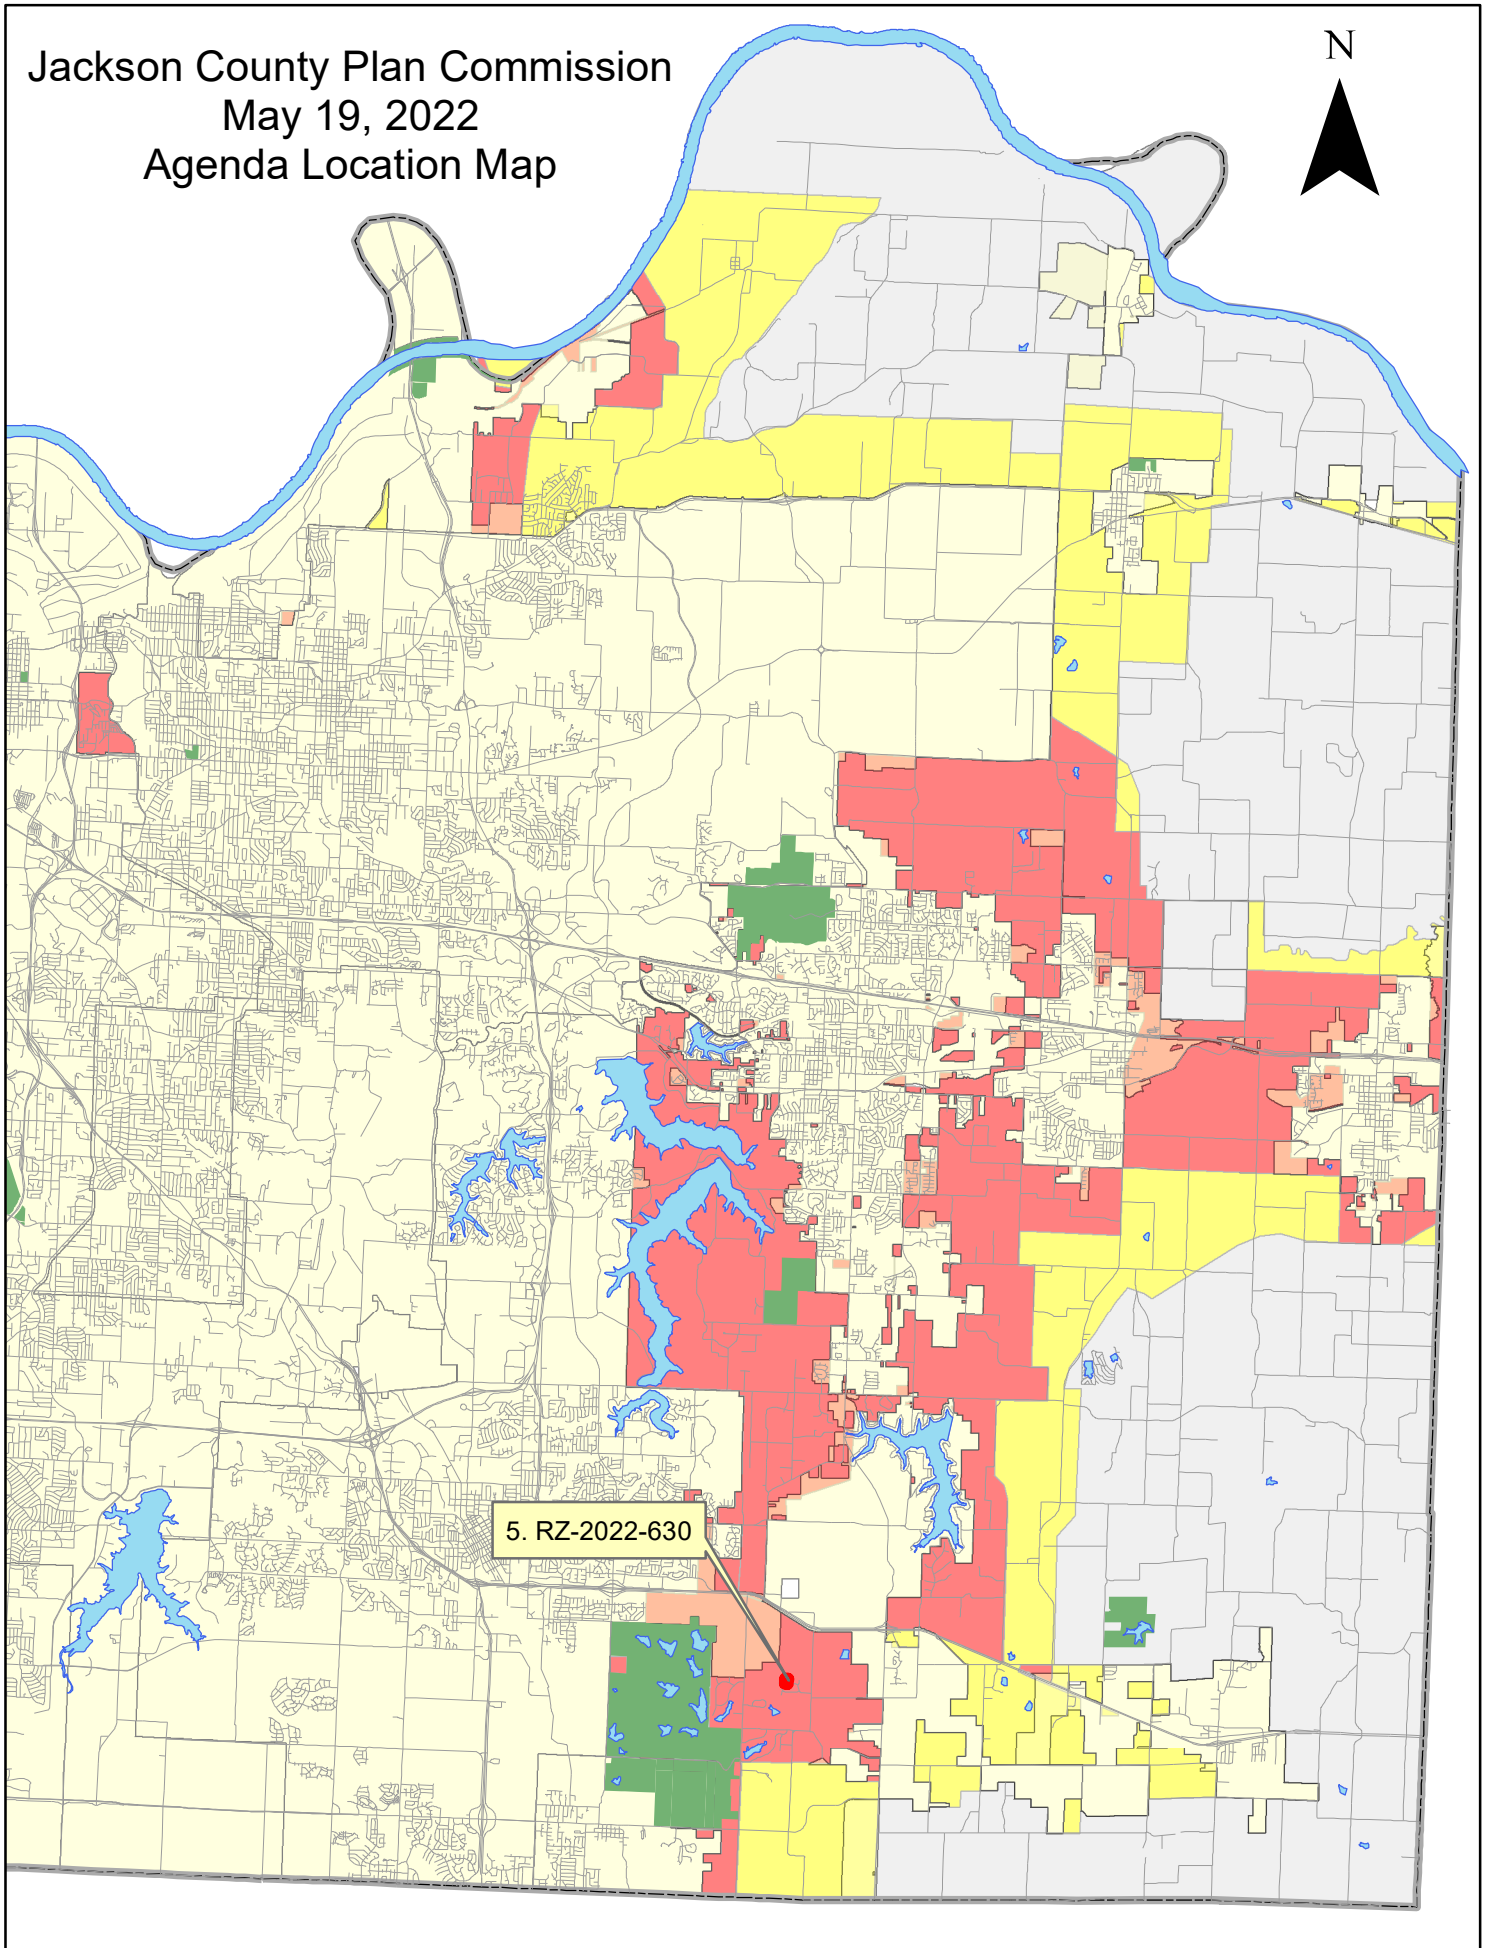 Jackson County Plan Commission
May 19, 2022
Agenda Location Map
N
5. RZ-2022-630